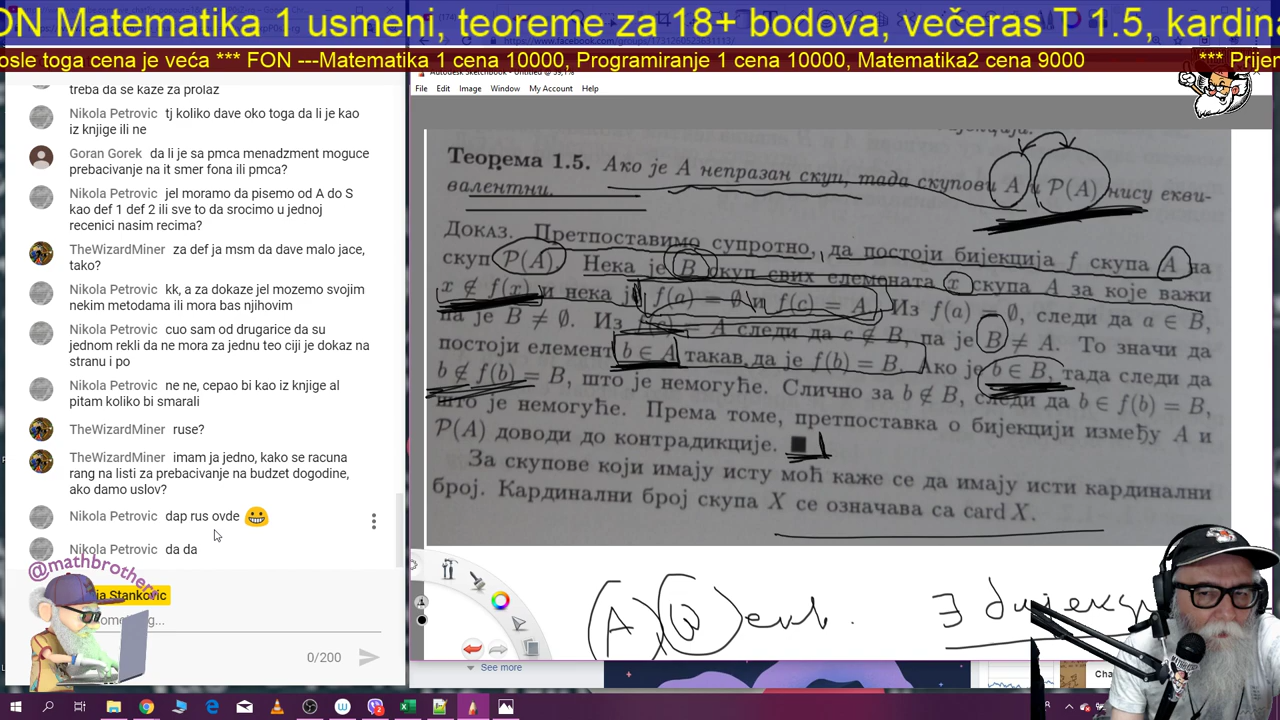 ON Matematika 1 usmeni, teoreme za 18+ bodova, večeras T 1.5, kardina
osle toga cena je veća *** FON ---Matematika 1 cena 10000, Programiranje 1 cena 10000, Matematika2 cena 9000 *** Prijem
File Edit Image Window My Account Help
treba da se kaze za prolaz
Nikola Petrovic tj koliko dave oko toga da li je kao
iz knjige ili ne
Goran Gorek da li je sa pmca menadzment moguce
prebacivanje na it smer fona ili pmca?
Nikola Petrovic jel moramo da pisemo od A do S
kao def 1 def 2 ili sve to da srocimo u jednoj
recenici nasim recima?
TheWizardMiner za def ja msm da dave malo jace,
tako?
Nikola Petrovic kk, a za dokaze jel mozemo svojim
nekim metodama ili mora bas njihovim
Nikola Petrovic cuo sam od drugarice da su
jednom rekli da ne mora za jednu teo ciji je dokaz na
stranu i po
Nikola Petrovic ne ne, cepao bi kao iz knjige al
pitam koliko bi smarali
TheWizardMiner ruse?
TheWizardMiner imam ja jedno, kako se racuna
rang na listi za prebacivanje na budzet dogodine,
ako damo uslov?
Nikola Petrovic dap rus ovde 😀
Nikola Petrovic da da
@mathbrothers
Stankovic
0/200
Теорема 1.5. Ако је A непразан скуп, тада скупови A и P(A) нису екви-
валентни.
Доказ. Претпоставимо супротно, да постоји бијекција f скупа A на
скуп P(A). Нека је B скуп свих елемената x скупа A за које важи
x ∉ f(x) и нека је f(a) = ∅ и f(c) = A. Из f(a) = ∅, следи да a ∈ B,
па је B ≠ ∅. Из f(c) = A следи да c ∉ B, па је B ≠ A. То значи да
постоји елемент b ∈ A такав да је f(b) = B. Ако је b ∈ B, тада следи да
b ∉ f(b) = B, што је немогуће. Слично за b ∉ B, следи да b ∈ f(b) = B,
што је немогуће. Према томе, претпоставка о бијекцији између A и
P(A) доводи до контрадикције. ■
За скупове који имају исту моћ каже се да имају исти кардинални
број. Кардинални број скупа X се означава са card X.
A, B екв. ∃ бијекц
See more
Cha